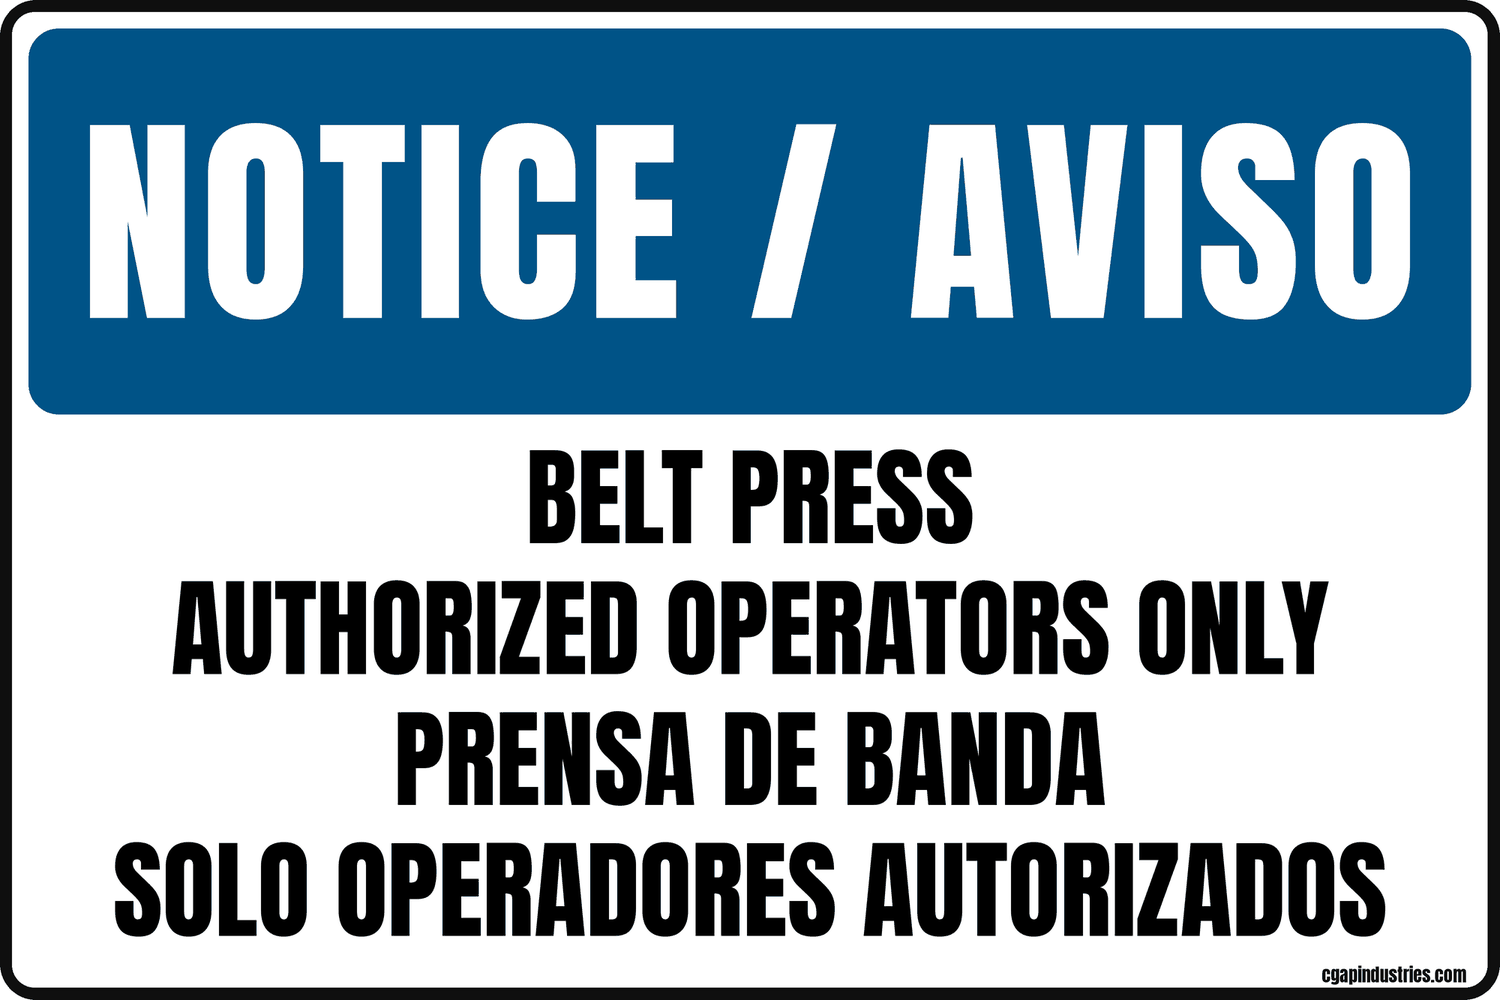 NOTICE / AVISO
BELT PRESS
AUTHORIZED OPERATORS ONLY
PRENSA DE BANDA
SOLO OPERADORES AUTORIZADOS
cgapindustries.com